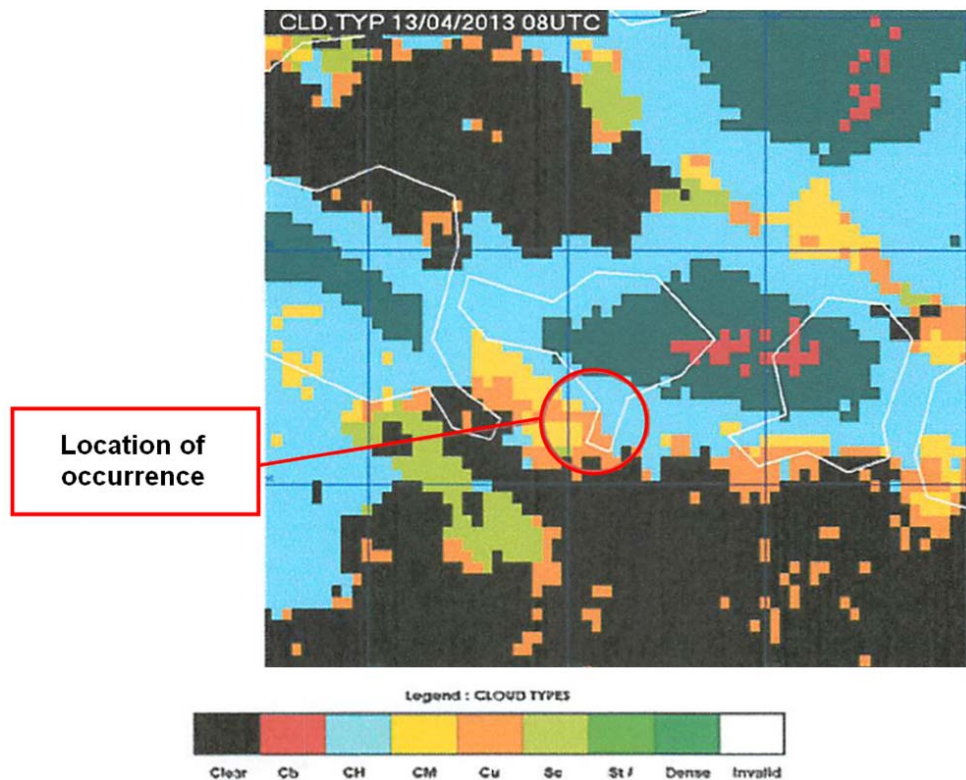 CLD.TYP 13/04/2013 08UTC
Location of
occurrence
Legend : CLOUD TYPES
Clear Cb CH CM Cu Sc St / Dense Invalid